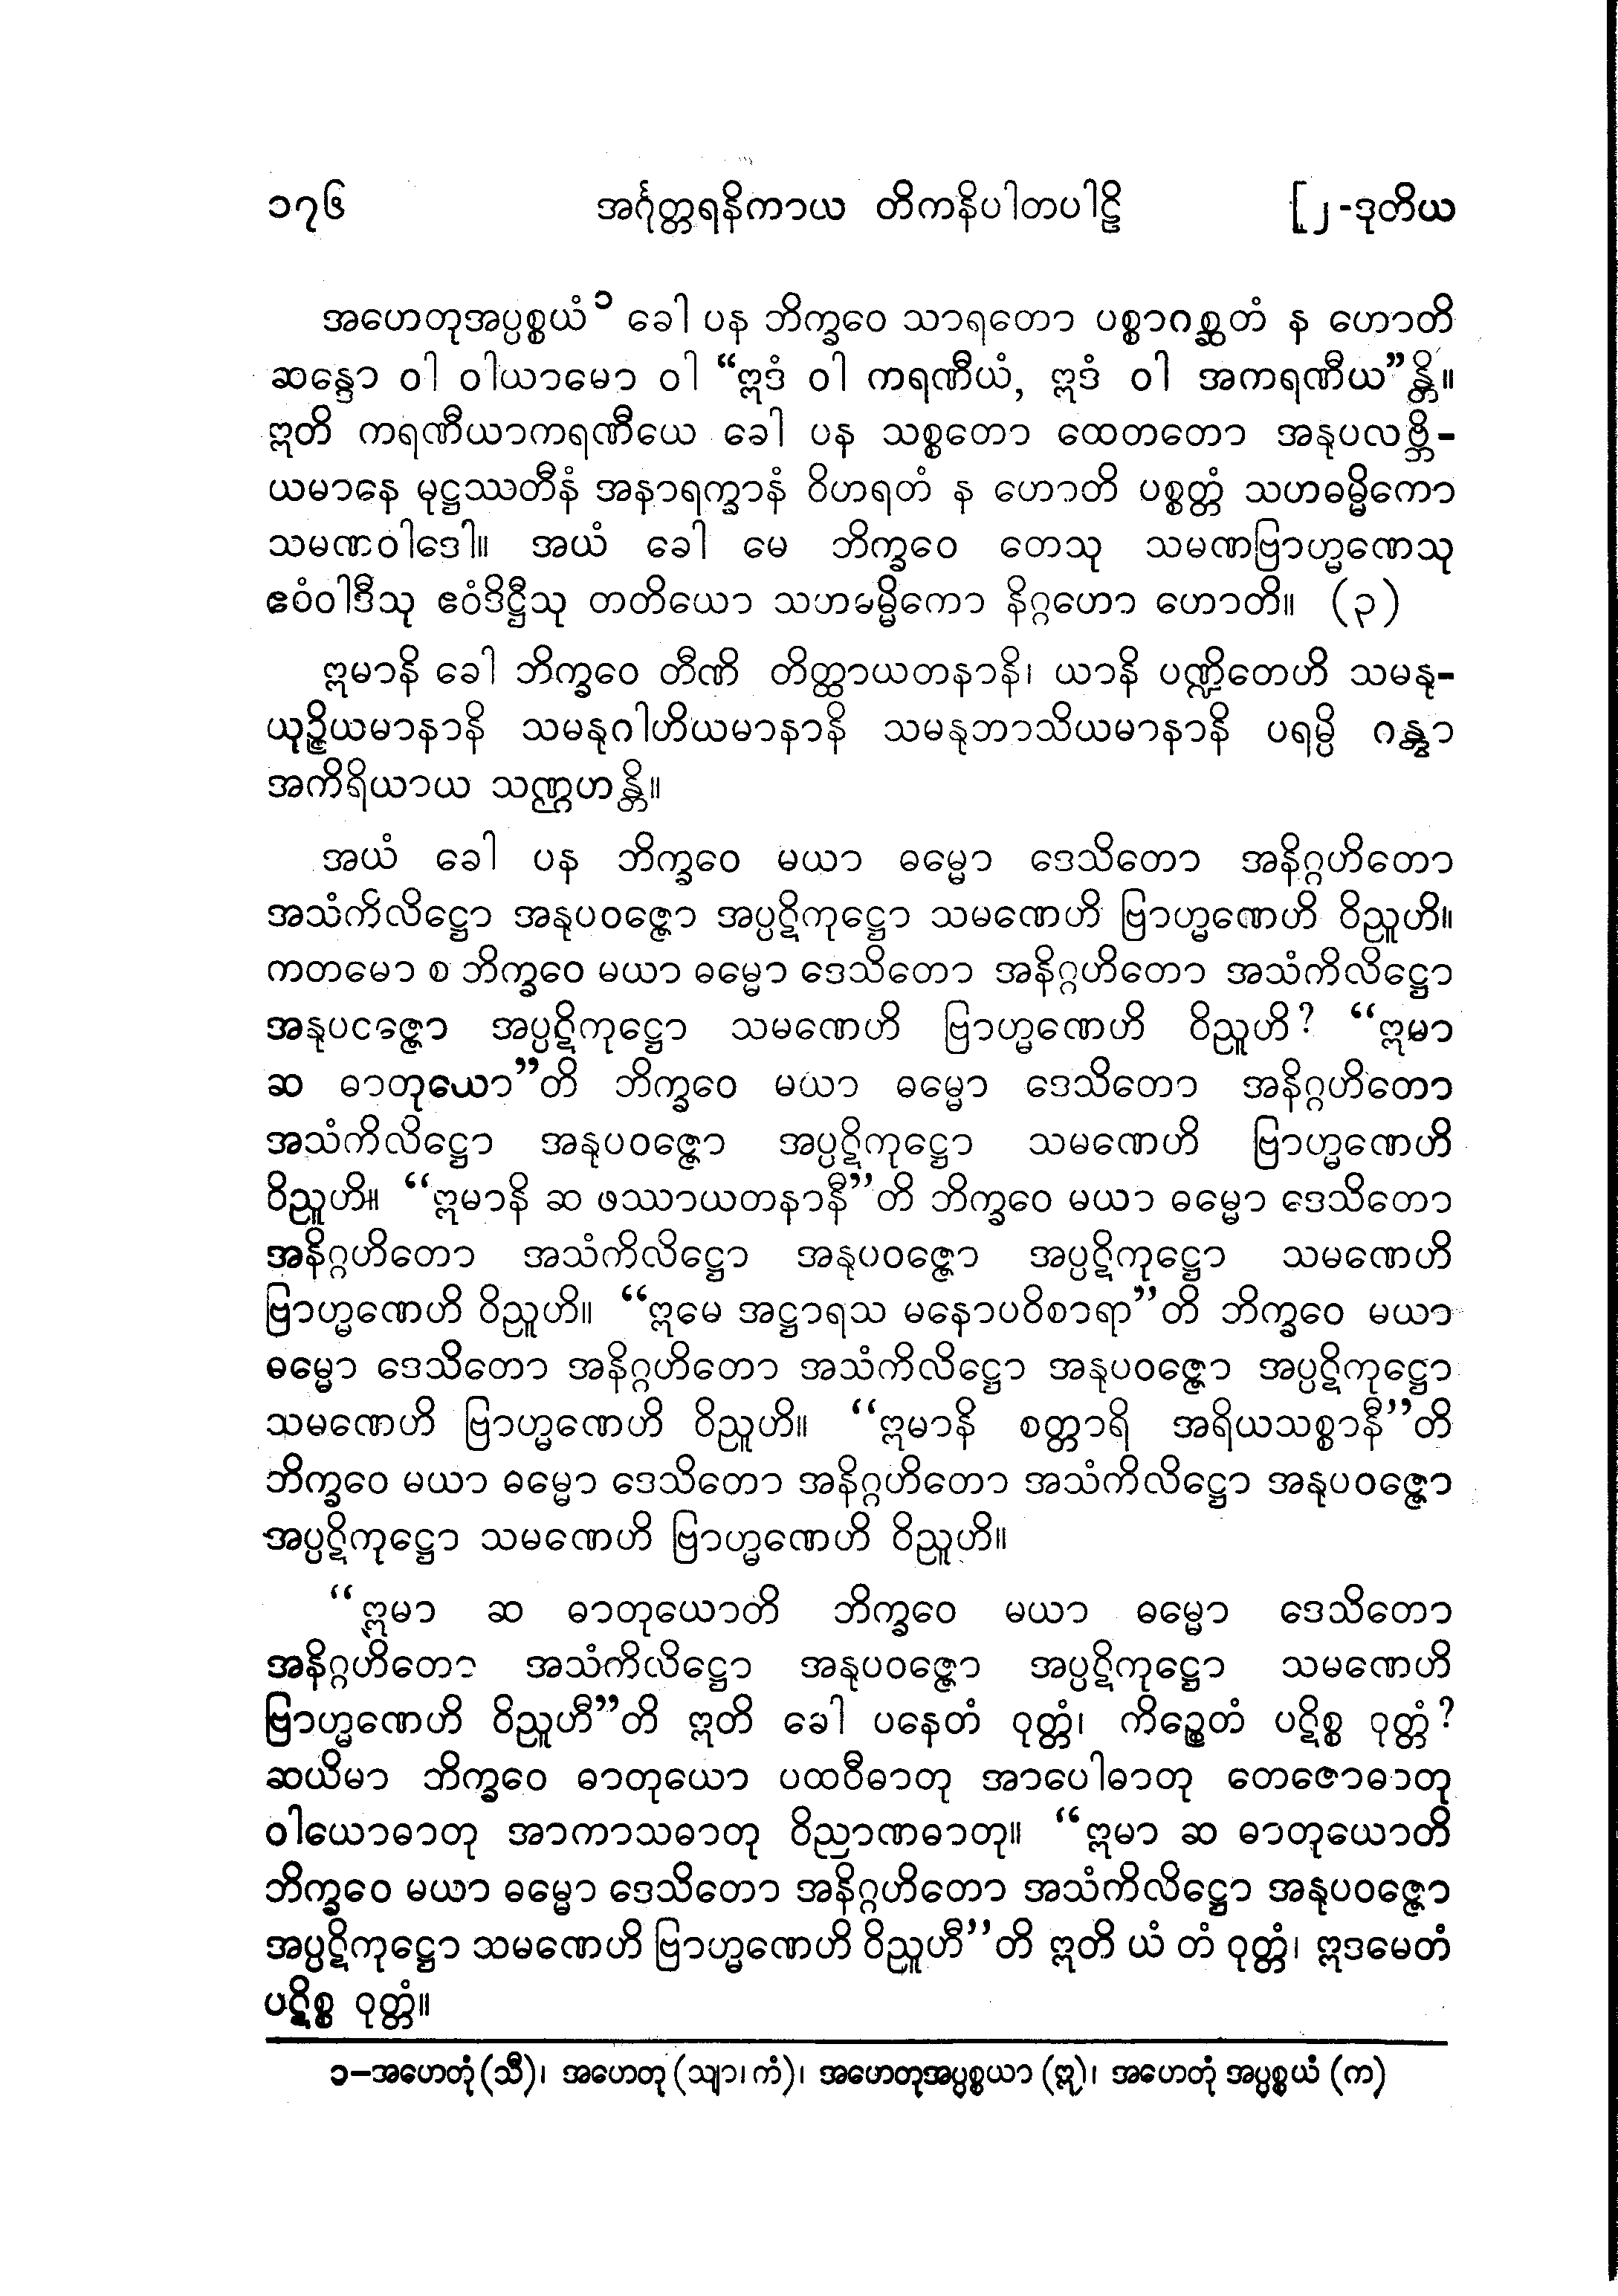 ၁၇၆ အင်္ဂုတ္တရနိကာယ တိကနိပါတပါဠိ [၂-ဒုတိယ
အဟေတုအပ္ပစ္စယံ၁ ခေါ ပန ဘိက္ခဝေ သာရတော ပစ္စာဂစ္ဆတံ န ဟောတိ
ဆန္ဒော ဝါ ဝါယာမော ဝါ “ဣဒံ ဝါ ကရဏီယံ, ဣဒံ ဝါ အကရဏီယ”န္တိ။
ဣတိ ကရဏီယာကရဏီယေ ခေါ ပန သစ္စတော ထေတတော အနုပလဗ္ဘိ-
ယမာနေ မုဋ္ဌဿတီနံ အနာရက္ခာနံ ဝိဟရတံ န ဟောတိ ပစ္စတ္တံ သဟဓမ္မိကော
သမဏဝါဒေါ။ အယံ ခေါ မေ ဘိက္ခဝေ တေသု သမဏဗြာဟ္မဏေသု
ဧဝံဝါဒီသု ဧဝံဒိဋ္ဌီသု တတိယော သဟဓမ္မိကော နိဂ္ဂဟော ဟောတိ။ (၃)
ဣမာနိ ခေါ ဘိက္ခဝေ တီဏိ တိတ္ထာယတနာနိ၊ ယာနိ ပဏ္ဍိတေဟိ သမနု-
ယုဉ္ဇိယမာနာနိ သမနုဂါဟိယမာနာနိ သမနုဘာသိယမာနာနိ ပရမ္ပိ ဂန္တွာ
အကိရိယာယ သဏ္ဌဟန္တိ။
အယံ ခေါ ပန ဘိက္ခဝေ မယာ ဓမ္မော ဒေသိတော အနိဂ္ဂဟိတော
အသံကိလိဋ္ဌော အနုပဝဇ္ဇော အပ္ပဋိကုဋ္ဌော သမဏေဟိ ဗြာဟ္မဏေဟိ ဝိညူဟိ။
ကတမော စ ဘိက္ခဝေ မယာ ဓမ္မော ဒေသိတော အနိဂ္ဂဟိတော အသံကိလိဋ္ဌော
အနုပဝဇ္ဇော အပ္ပဋိကုဋ္ဌော သမဏေဟိ ဗြာဟ္မဏေဟိ ဝိညူဟိ? “ဣမာ
ဆ ဓာတုယော”တိ ဘိက္ခဝေ မယာ ဓမ္မော ဒေသိတော အနိဂ္ဂဟိတော
အသံကိလိဋ္ဌော အနုပဝဇ္ဇော အပ္ပဋိကုဋ္ဌော သမဏေဟိ ဗြာဟ္မဏေဟိ
ဝိညူဟိ။ “ဣမာနိ ဆ ဖဿာယတနာနီ”တိ ဘိက္ခဝေ မယာ ဓမ္မော ဒေသိတော
အနိဂ္ဂဟိတော အသံကိလိဋ္ဌော အနုပဝဇ္ဇော အပ္ပဋိကုဋ္ဌော သမဏေဟိ
ဗြာဟ္မဏေဟိ ဝိညူဟိ။ “ဣမေ အဋ္ဌာရသ မနောပဝိစာရာ”တိ ဘိက္ခဝေ မယာ
ဓမ္မော ဒေသိတော အနိဂ္ဂဟိတော အသံကိလိဋ္ဌော အနုပဝဇ္ဇော အပ္ပဋိကုဋ္ဌော
သမဏေဟိ ဗြာဟ္မဏေဟိ ဝိညူဟိ။ “ဣမာနိ စတ္တာရိ အရိယသစ္စာနီ”တိ
ဘိက္ခဝေ မယာ ဓမ္မော ဒေသိတော အနိဂ္ဂဟိတော အသံကိလိဋ္ဌော အနုပဝဇ္ဇော
အပ္ပဋိကုဋ္ဌော သမဏေဟိ ဗြာဟ္မဏေဟိ ဝိညူဟိ။
“ဣမာ ဆ ဓာတုယောတိ ဘိက္ခဝေ မယာ ဓမ္မော ဒေသိတော
အနိဂ္ဂဟိတော အသံကိလိဋ္ဌော အနုပဝဇ္ဇော အပ္ပဋိကုဋ္ဌော သမဏေဟိ
ဗြာဟ္မဏေဟိ ဝိညူဟီ”တိ ဣတိ ခေါ ပနေတံ ဝုတ္တံ၊ ကိဉ္စေတံ ပဋိစ္စ ဝုတ္တံ?
ဆယိမာ ဘိက္ခဝေ ဓာတုယော ပထဝီဓာတု အာပေါဓာတု တေဇောဓာတု
ဝါယောဓာတု အာကာသဓာတု ဝိညာဏဓာတု။ “ဣမာ ဆ ဓာတုယောတိ
ဘိက္ခဝေ မယာ ဓမ္မော ဒေသိတော အနိဂ္ဂဟိတော အသံကိလိဋ္ဌော အနုပဝဇ္ဇော
အပ္ပဋိကုဋ္ဌော သမဏေဟိ ဗြာဟ္မဏေဟိ ဝိညူဟီ”တိ ဣတိ ယံ တံ ဝုတ္တံ၊ ဣဒမေတံ
ပဋိစ္စ ဝုတ္တံ။
၁−အဟေတုံ (သီ)၊ အဟေတု (သျာ၊ ကံ)၊ အဟေတုအပ္ပစ္စယာ (ဣ)၊ အဟေတုံ အပ္ပစ္စယံ (က)